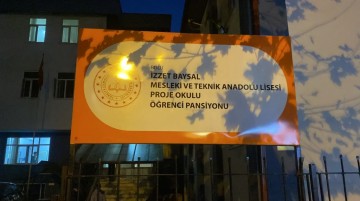 İZZET BAYSAL
MESLEKİ VE TEKNİK ANADOLU LİSESİ
PROJE OKULU
ÖĞRENCİ PANSİYONU